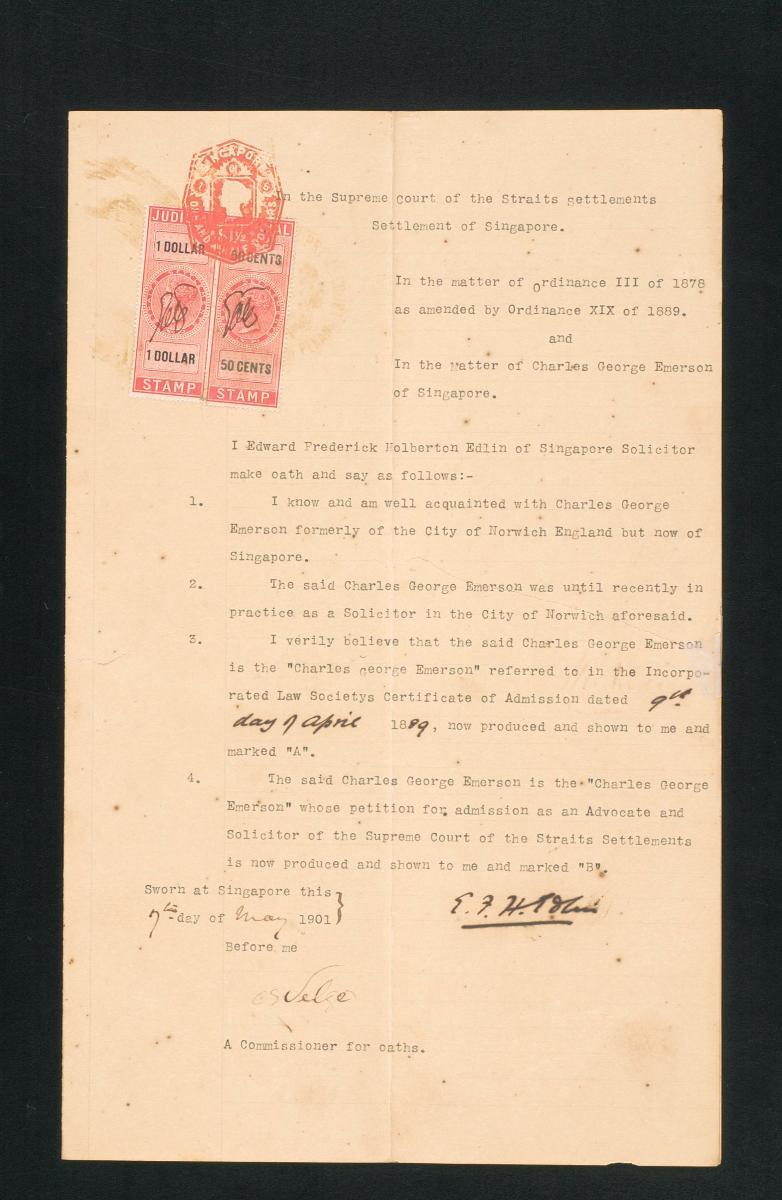 SINGAPORE
$1½
JUDICIAL
1 DOLLAR
50 CENTS
1 DOLLAR
50 CENTS
STAMP
STAMP
In the Supreme court of the Straits settlements
Settlement of Singapore.
In the matter of ordinance III of 1878
as amended by Ordinance XIX of 1889.
and
In the Matter of Charles George Emerson
of Singapore.
I Edward Frederick Holberton Edlin of Singapore Solicitor
make oath and say as follows:-
1. I know and am well acquainted with Charles George
Emerson formerly of the City of Norwich England but now of
Singapore.
2. The said Charles George Emerson was until recently in
practice as a Solicitor in the City of Norwich aforesaid.
3. I verily believe that the said Charles George Emerson
is the "Charles george Emerson" referred to in the Incorpo-
rated Law Societys Certificate of Admission dated 9th
day of April 1889, now produced and shown to me and
marked "A".
4. The said Charles George Emerson is the "Charles George
Emerson" whose petition for admission as an Advocate and
Solicitor of the Supreme Court of the Straits Settlements
is now produced and shown to me and marked "B".
Sworn at Singapore this
7th day of May 1901
E. F. H. Edlin
Before me
A Commissioner for oaths.